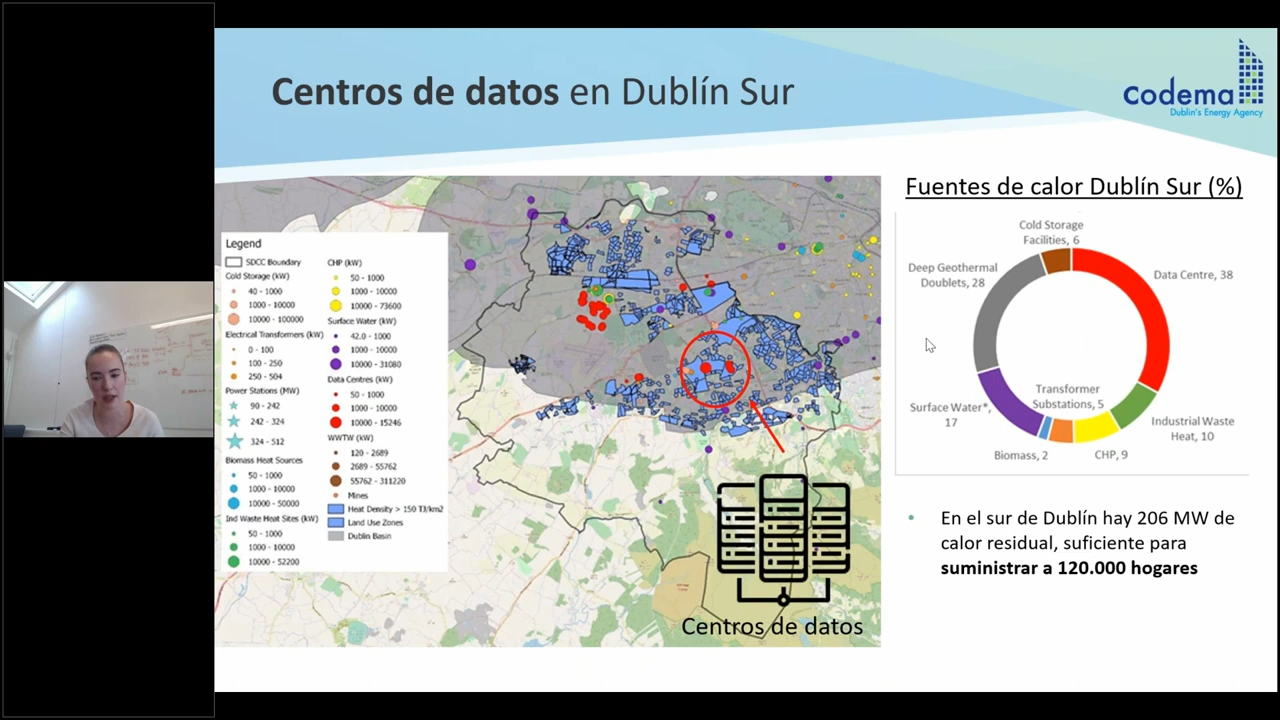 Centros de datos en Dublín Sur
codema
Dublin's Energy Agency
Legend
SDCC Boundary
Cold Storage (kW)
40 - 1000
1000 - 10000
10000 - 100000
Electrical Transformers (kW)
0 - 100
100 - 250
250 - 504
Power Stations (MW)
90 - 242
242 - 324
324 - 512
Biomass Heat Sources
50 - 1000
1000 - 10000
10000 - 50000
Ind Waste Heat Sites (kW)
50 - 1000
1000 - 10000
10000 - 52200
CHP (kW)
50 - 1000
1000 - 10000
10000 - 73600
Surface Water (kW)
42.0 - 1000
1000 - 10000
10000 - 31080
Data Centres (kW)
50 - 1000
1000 - 10000
10000 - 15246
WWTW (kW)
120 - 2689
2689 - 55762
55762 - 311220
Mines
Heat Density > 150 TJ/km2
Land Use Zones
Dublin Basin
Centros de datos
Fuentes de calor Dublín Sur (%)
Cold Storage
Facilities, 6
Deep Geothermal
Doublets, 28
Data Centre, 38
Transformer
Substations, 5
Surface Water*,
17
Industrial Waste
Heat, 10
Biomass, 2
CHP, 9
• En el sur de Dublín hay 206 MW de
calor residual, suficiente para
suministrar a 120.000 hogares